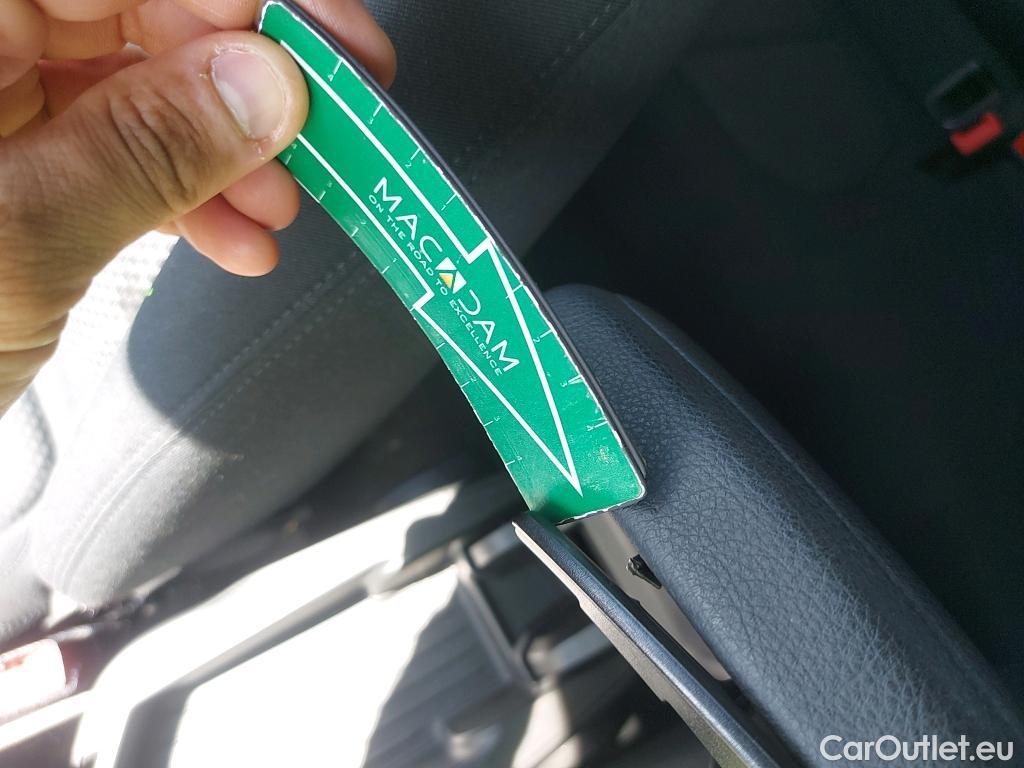 MACADAM
ON THE ROAD TO EXCELLENCE
CarOutlet.eu